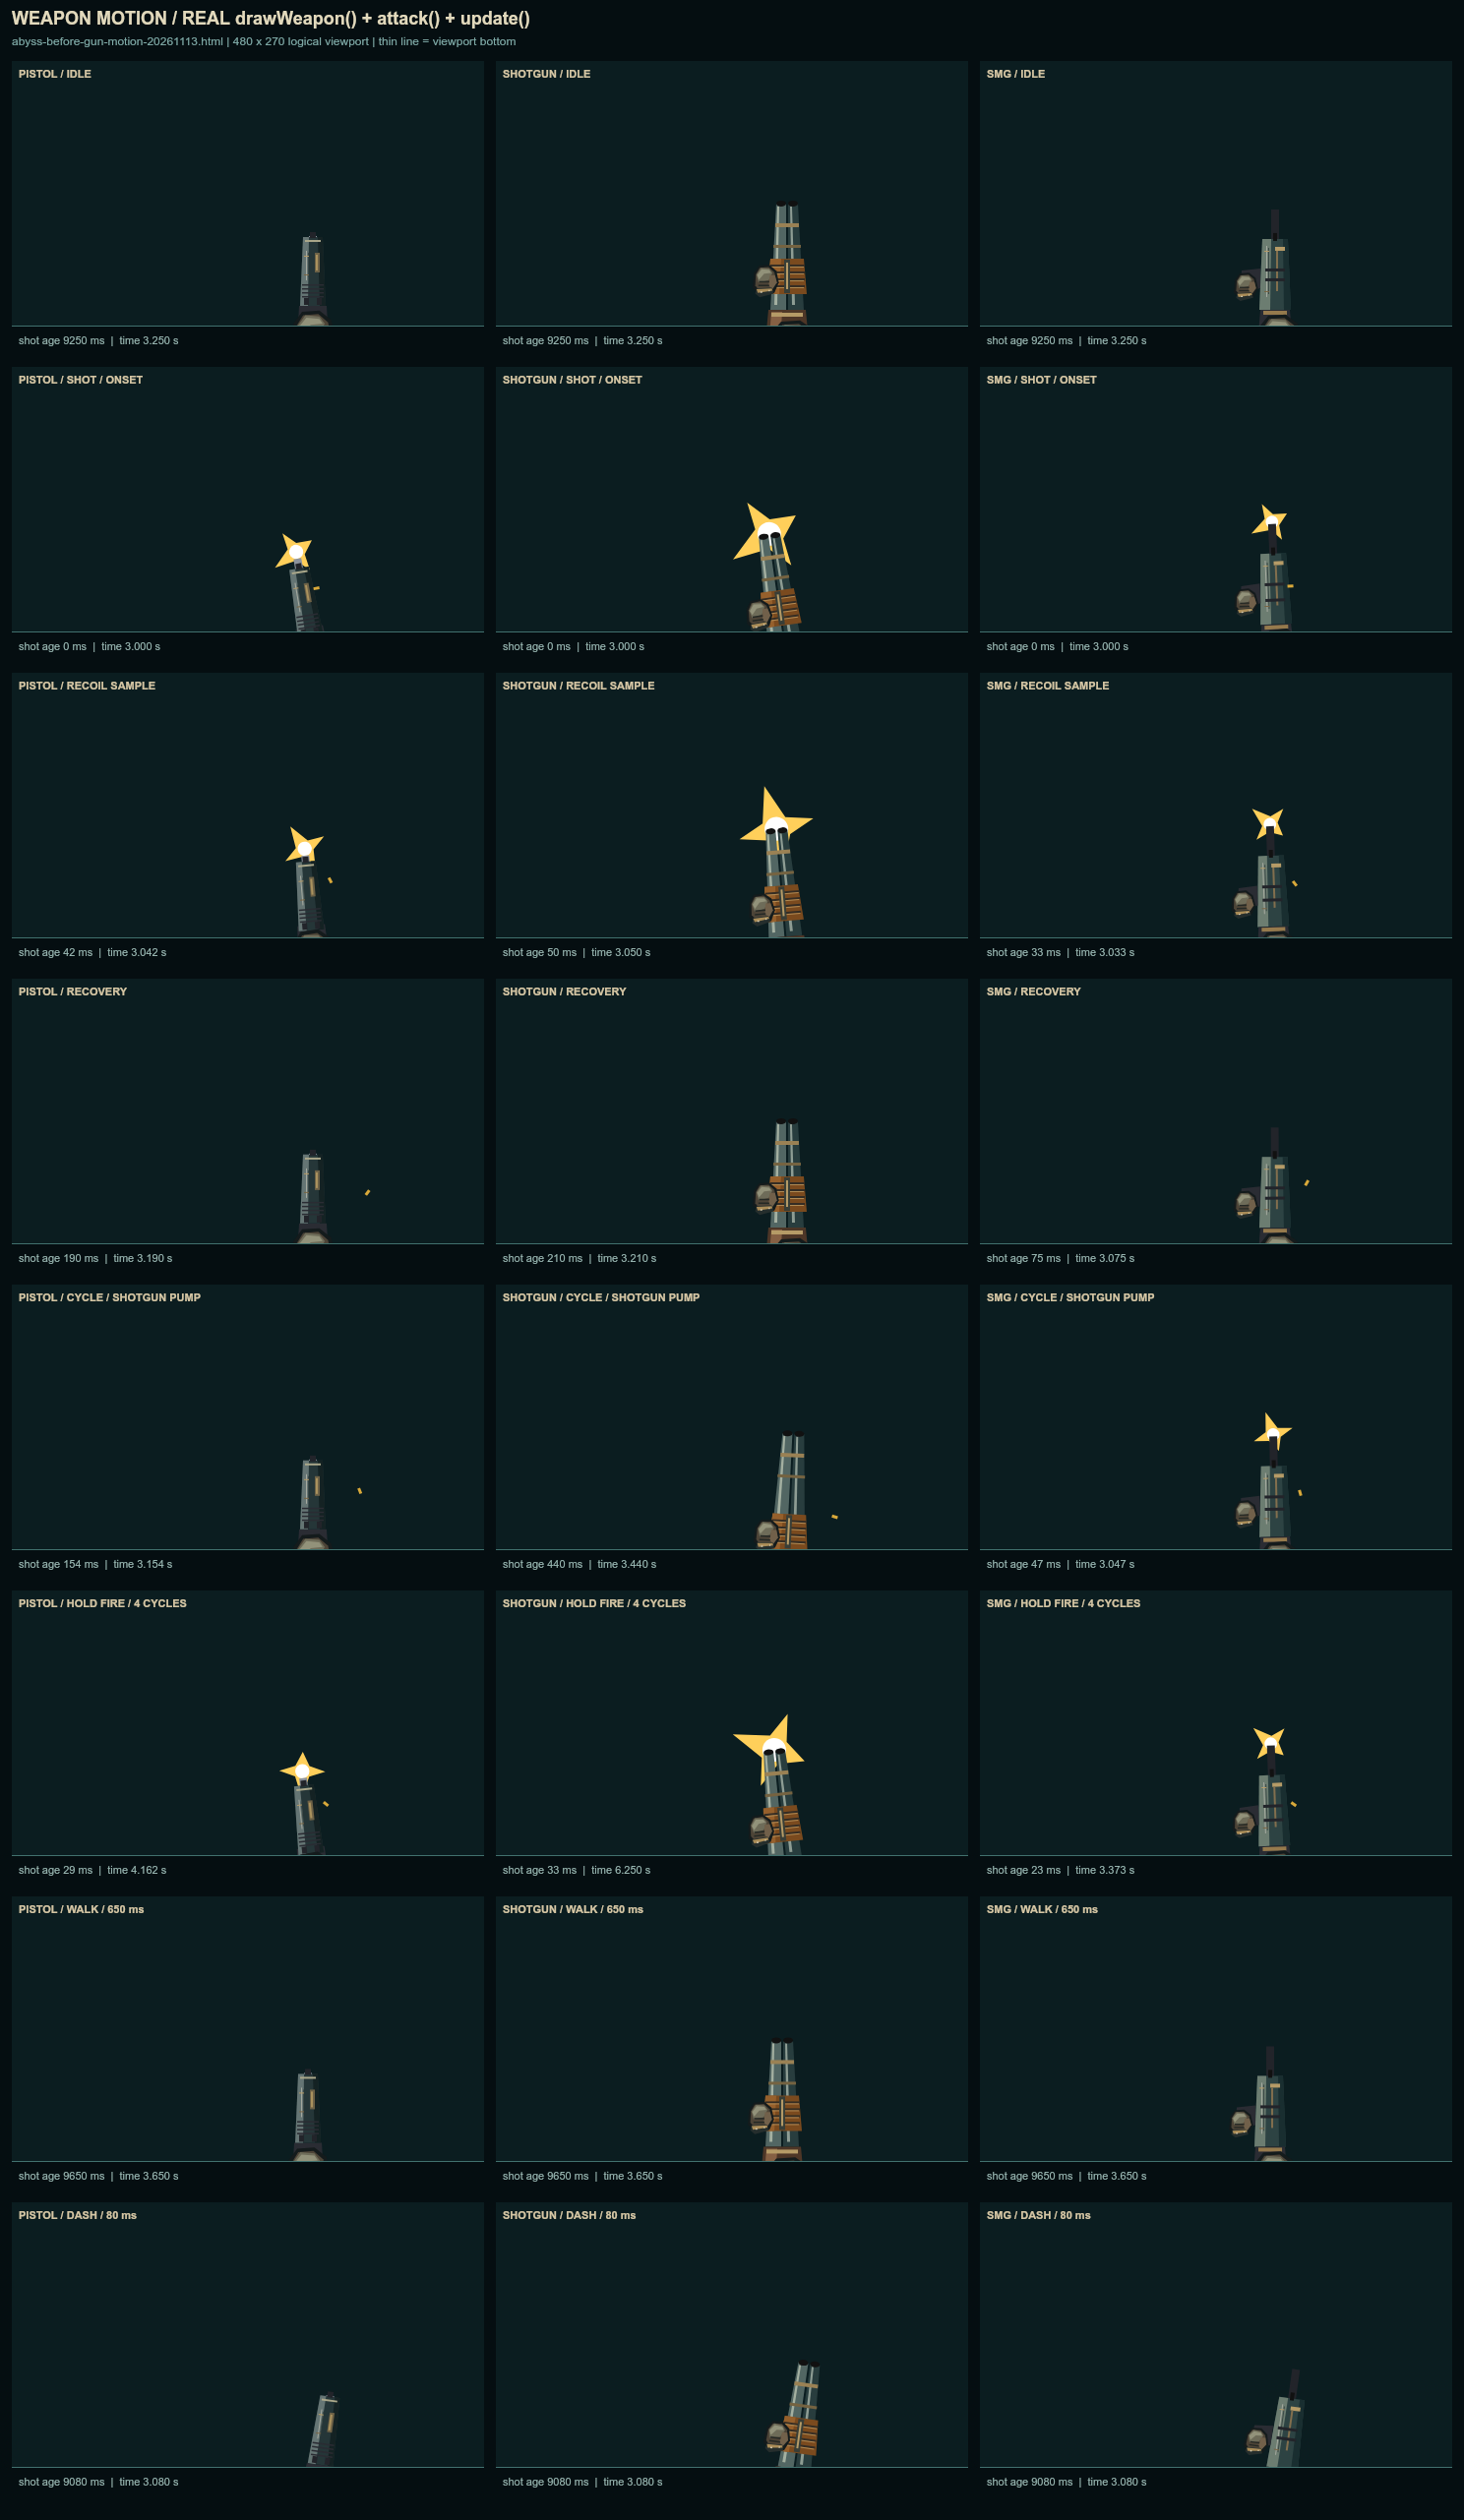 WEAPON MOTION / REAL drawWeapon() + attack() + update()
abyss-before-gun-motion-20261113.html | 480 x 270 logical viewport | thin line = viewport bottom
PISTOL / IDLE
SHOTGUN / IDLE
SMG / IDLE
shot age 9250 ms | time 3.250 s
shot age 9250 ms | time 3.250 s
shot age 9250 ms | time 3.250 s
PISTOL / SHOT / ONSET
SHOTGUN / SHOT / ONSET
SMG / SHOT / ONSET
shot age 0 ms | time 3.000 s
shot age 0 ms | time 3.000 s
shot age 0 ms | time 3.000 s
PISTOL / RECOIL SAMPLE
SHOTGUN / RECOIL SAMPLE
SMG / RECOIL SAMPLE
shot age 42 ms | time 3.042 s
shot age 50 ms | time 3.050 s
shot age 33 ms | time 3.033 s
PISTOL / RECOVERY
SHOTGUN / RECOVERY
SMG / RECOVERY
shot age 190 ms | time 3.190 s
shot age 210 ms | time 3.210 s
shot age 75 ms | time 3.075 s
PISTOL / CYCLE / SHOTGUN PUMP
SHOTGUN / CYCLE / SHOTGUN PUMP
SMG / CYCLE / SHOTGUN PUMP
shot age 154 ms | time 3.154 s
shot age 440 ms | time 3.440 s
shot age 47 ms | time 3.047 s
PISTOL / HOLD FIRE / 4 CYCLES
SHOTGUN / HOLD FIRE / 4 CYCLES
SMG / HOLD FIRE / 4 CYCLES
shot age 29 ms | time 4.162 s
shot age 33 ms | time 6.250 s
shot age 23 ms | time 3.373 s
PISTOL / WALK / 650 ms
SHOTGUN / WALK / 650 ms
SMG / WALK / 650 ms
shot age 9650 ms | time 3.650 s
shot age 9650 ms | time 3.650 s
shot age 9650 ms | time 3.650 s
PISTOL / DASH / 80 ms
SHOTGUN / DASH / 80 ms
SMG / DASH / 80 ms
shot age 9080 ms | time 3.080 s
shot age 9080 ms | time 3.080 s
shot age 9080 ms | time 3.080 s